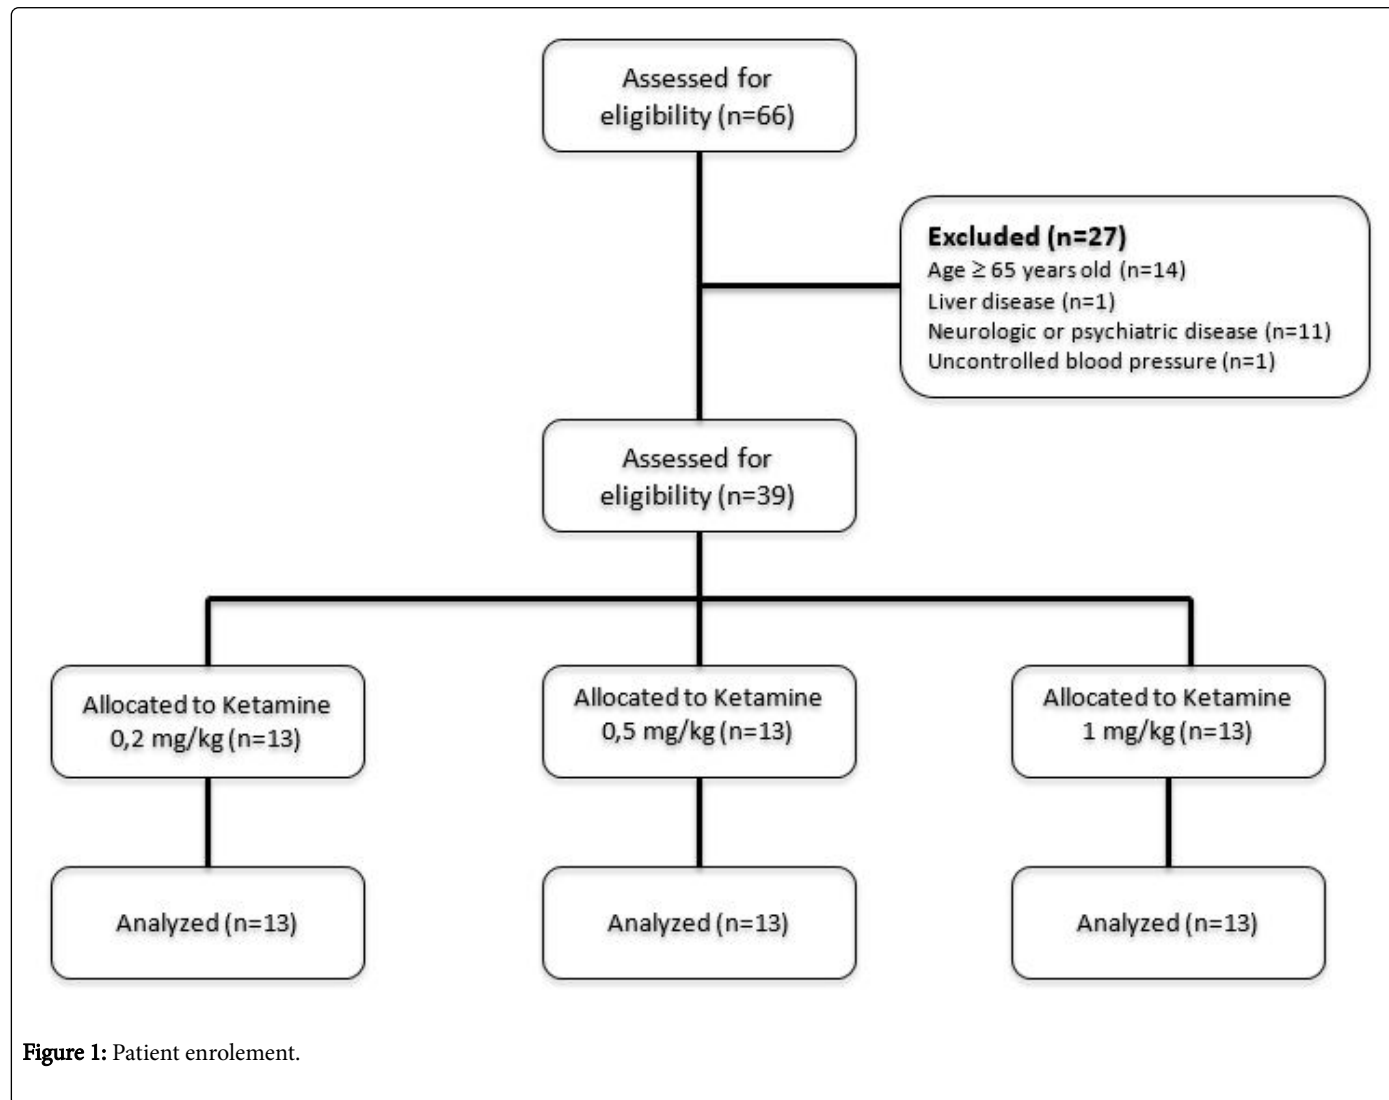 Assessed for
eligibility (n=66)
Excluded (n=27)
Age ≥ 65 years old (n=14)
Liver disease (n=1)
Neurologic or psychiatric disease (n=11)
Uncontrolled blood pressure (n=1)
Assessed for
eligibility (n=39)
Allocated to Ketamine
0,2 mg/kg (n=13)
Allocated to Ketamine
0,5 mg/kg (n=13)
Allocated to Ketamine
1 mg/kg (n=13)
Analyzed (n=13)
Analyzed (n=13)
Analyzed (n=13)
Figure 1: Patient enrolement.